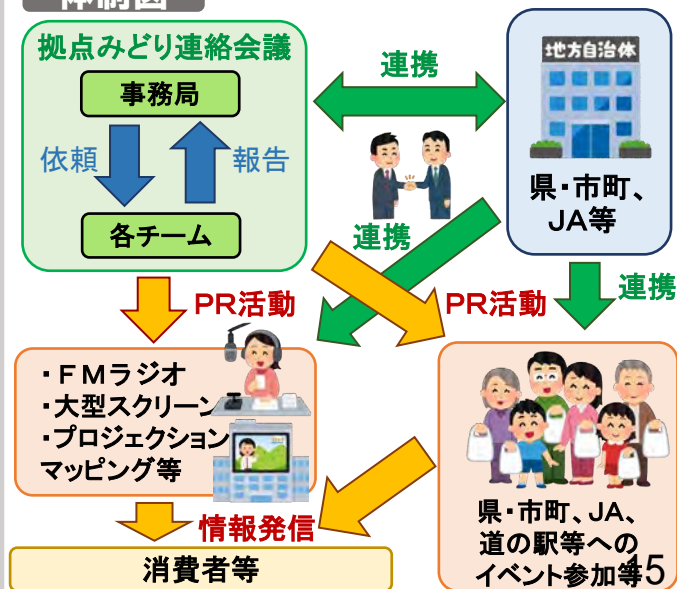 体制図
拠点みどり連絡会議
事務局
依頼
報告
各チーム
連携
地方自治体
県・市町、
JA等
連携
連携
PR活動
PR活動
・FMラジオ
・大型スクリーン
・プロジェクション
マッピング等
県・市町、JA、
道の駅等への
イベント参加等
情報発信
消費者等
45